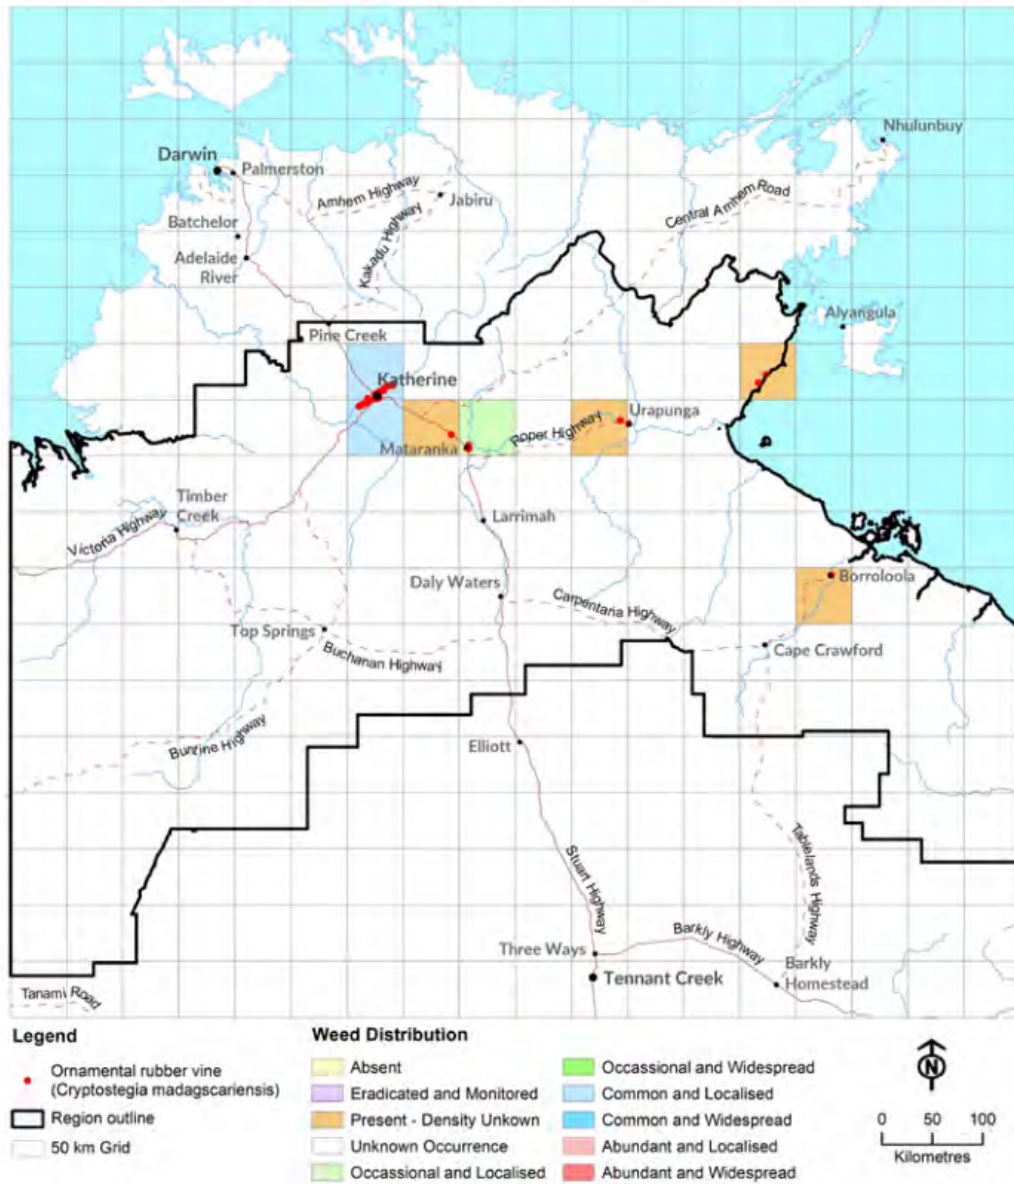 Nhulunbuy
Darwin
Palmerston
Arnhem Highway
Jabiru
Central Arnhem Road
Batchelor
Kakadu Highway
Adelaide
River
Alyangula
Pine Creek
Katherine
Urapunga
Roper Highway
Mataranka
Timber
Creek
Victoria Highway
Larrimah
Borroloola
Daly Waters
Carpentaria Highway
Top Springs
Buchanan Highway
Cape Crawford
Buntine Highway
Elliott
Stuart Highway
Tablelands Highway
Three Ways
Barkly Highway
Barkly
Homestead
Tennant Creek
Tanami Road
Legend
Ornamental rubber vine
(Cryptostegia madagscariensis)
Region outline
50 km Grid
Weed Distribution
Absent
Eradicated and Monitored
Present - Density Unkown
Unknown Occurrence
Occassional and Localised
Occassional and Widespread
Common and Localised
Common and Widespread
Abundant and Localised
Abundant and Widespread
N
0 50 100
Kilometres